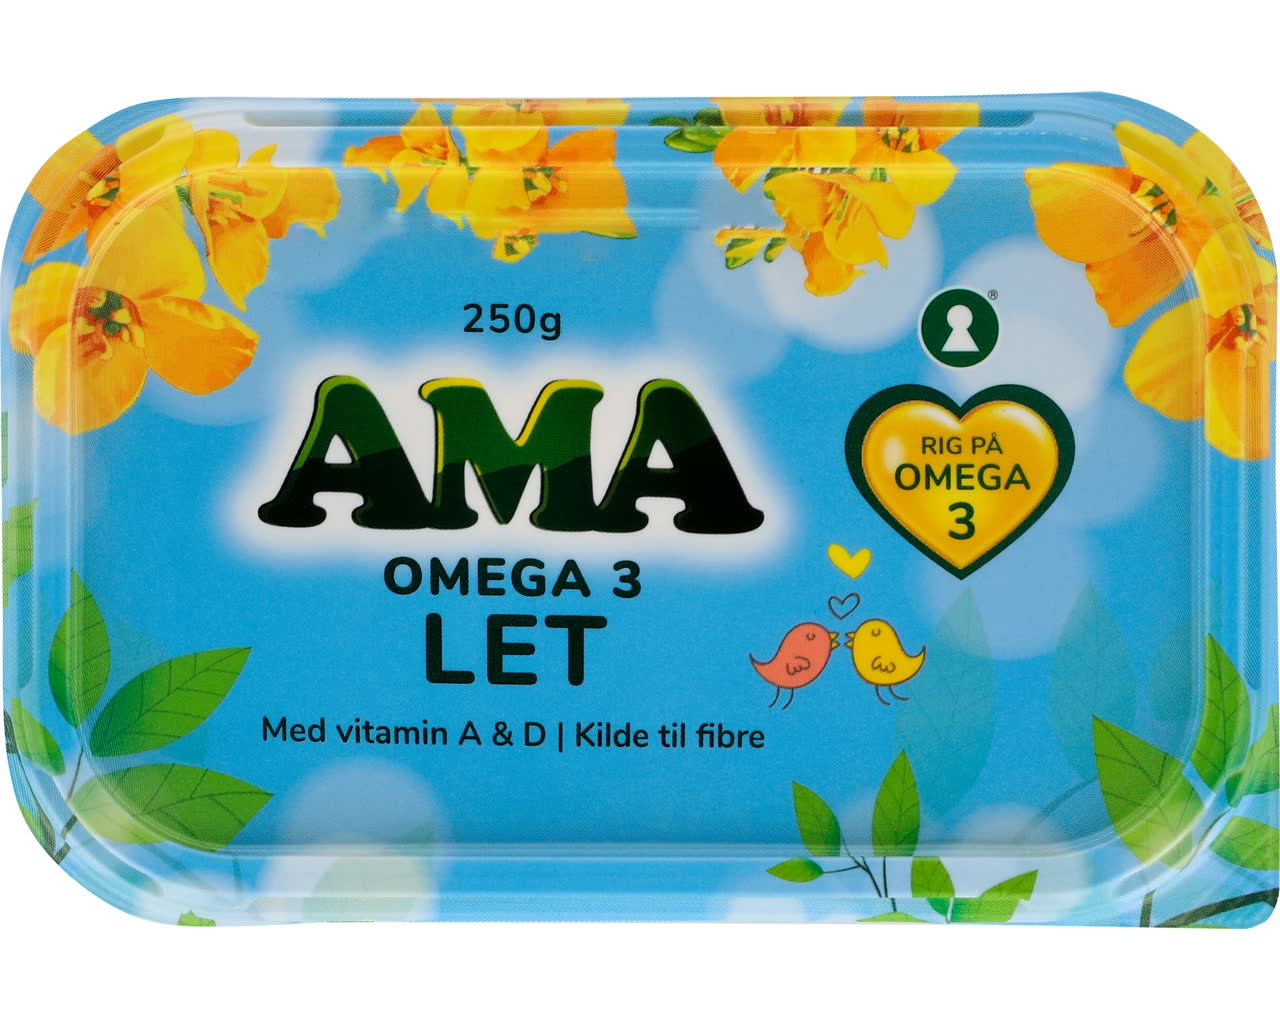 250g
®
AMA
RIG PÅ
OMEGA
3
OMEGA 3
LET
Med vitamin A & D | Kilde til fibre